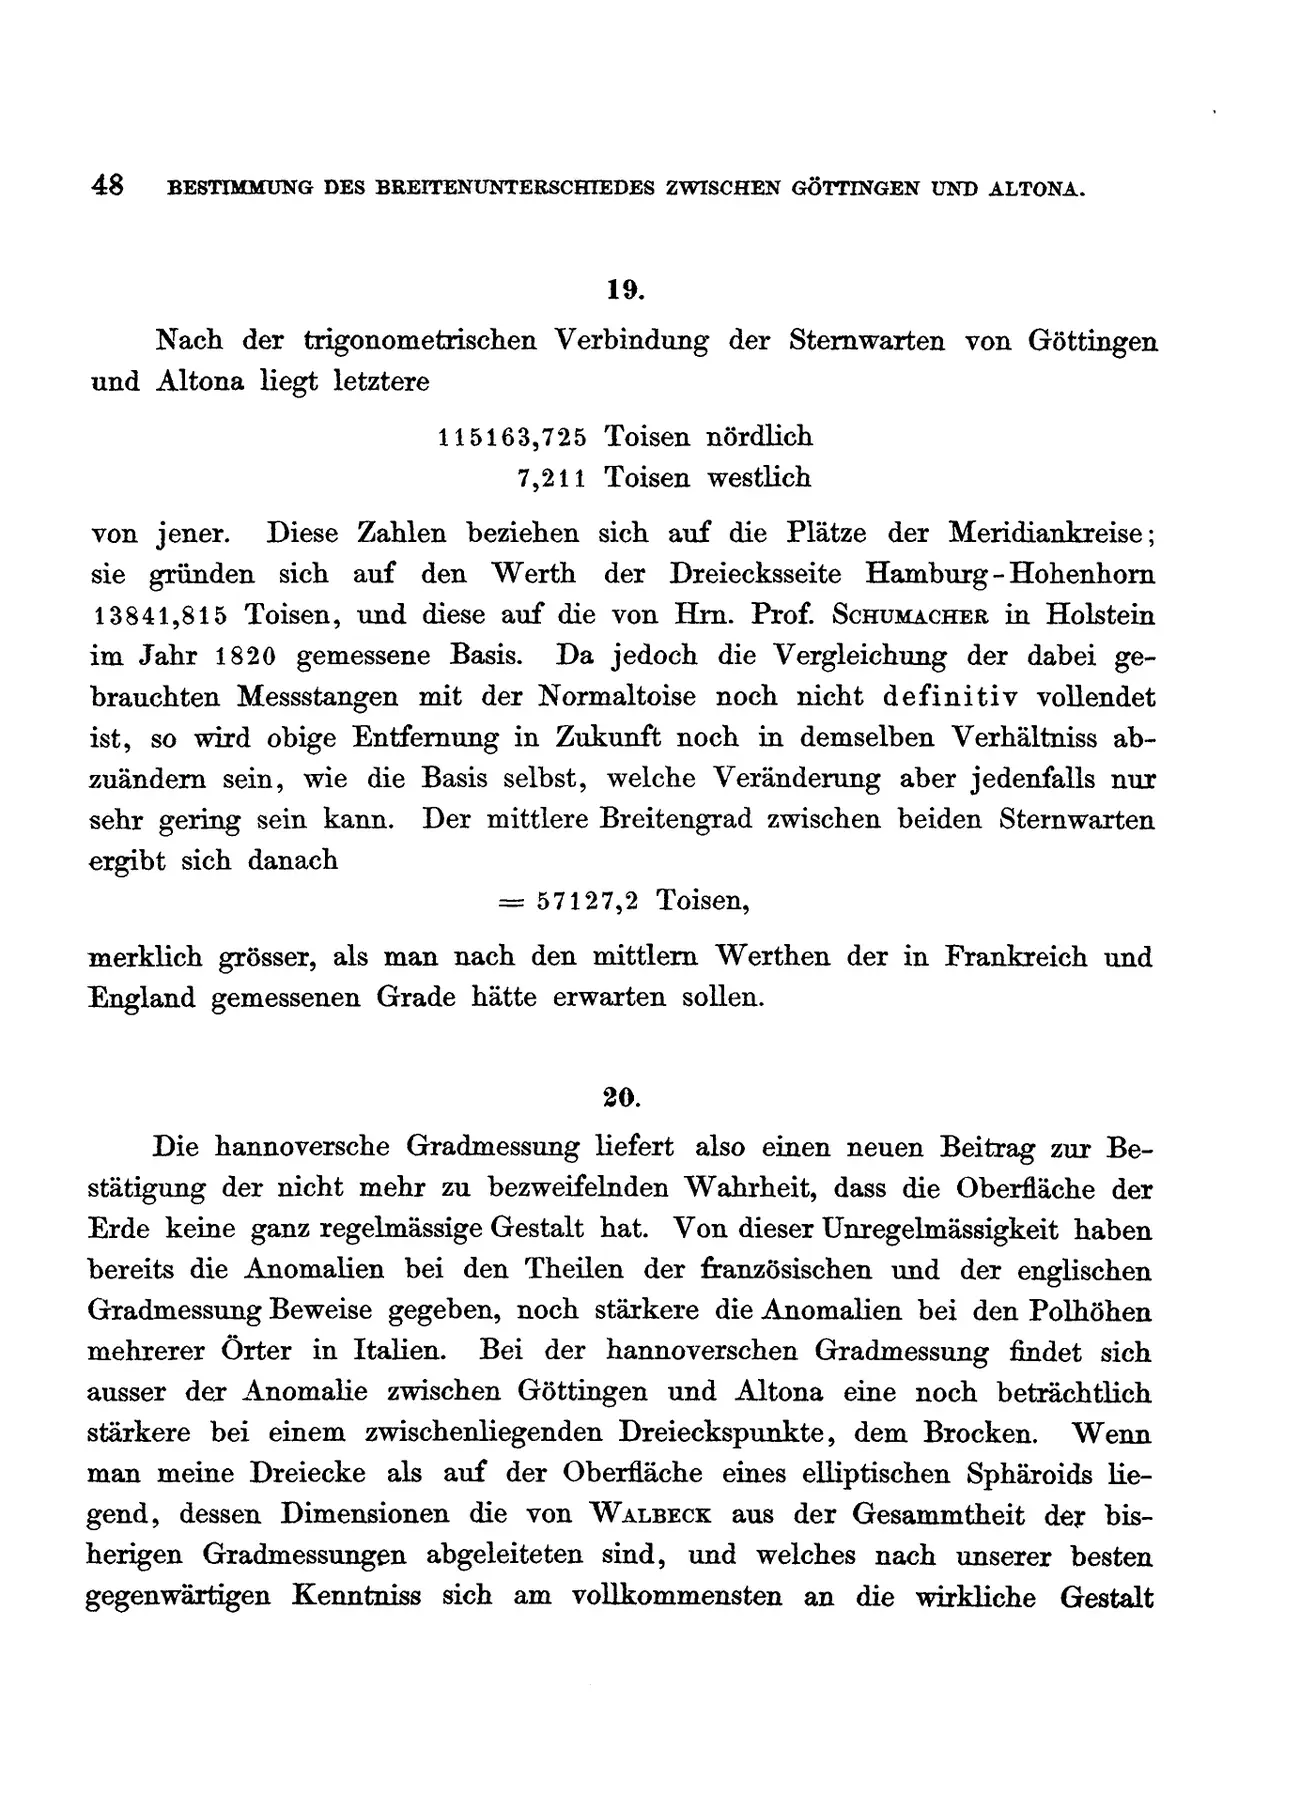 48 BESTIMMUNG DES BREITENUNTERSCHIEDES ZWISCHEN GÖTTINGEN UND ALTONA.
19.
Nach der trigonometrischen Verbindung der Sternwarten von Göttingen
und Altona liegt letztere
115163,725 Toisen nördlich
7,211 Toisen westlich
von jener. Diese Zahlen beziehen sich auf die Plätze der Meridiankreise;
sie gründen sich auf den Werth der Dreiecksseite Hamburg-Hohenhorn
13841,815 Toisen, und diese auf die von Hrn. Prof. SCHUMACHER in Holstein
im Jahr 1820 gemessene Basis. Da jedoch die Vergleichung der dabei ge-
brauchten Messstangen mit der Normaltoise noch nicht definitiv vollendet
ist, so wird obige Entfernung in Zukunft noch in demselben Verhältniss ab-
zuändern sein, wie die Basis selbst, welche Veränderung aber jedenfalls nur
sehr gering sein kann. Der mittlere Breitengrad zwischen beiden Sternwarten
ergibt sich danach
= 57127,2 Toisen,
merklich grösser, als man nach den mittlern Werthen der in Frankreich und
England gemessenen Grade hätte erwarten sollen.
20.
Die hannoversche Gradmessung liefert also einen neuen Beitrag zur Be-
stätigung der nicht mehr zu bezweifelnden Wahrheit, dass die Oberfläche der
Erde keine ganz regelmässige Gestalt hat. Von dieser Unregelmässigkeit haben
bereits die Anomalien bei den Theilen der französischen und der englischen
Gradmessung Beweise gegeben, noch stärkere die Anomalien bei den Polhöhen
mehrerer Örter in Italien. Bei der hannoverschen Gradmessung findet sich
ausser der Anomalie zwischen Göttingen und Altona eine noch beträchtlich
stärkere bei einem zwischenliegenden Dreieckspunkte, dem Brocken. Wenn
man meine Dreiecke als auf der Oberfläche eines elliptischen Sphäroids lie-
gend, dessen Dimensionen die von WALBECK aus der Gesammtheit der bis-
herigen Gradmessungen abgeleiteten sind, und welches nach unserer besten
gegenwärtigen Kenntniss sich am vollkommensten an die wirkliche Gestalt